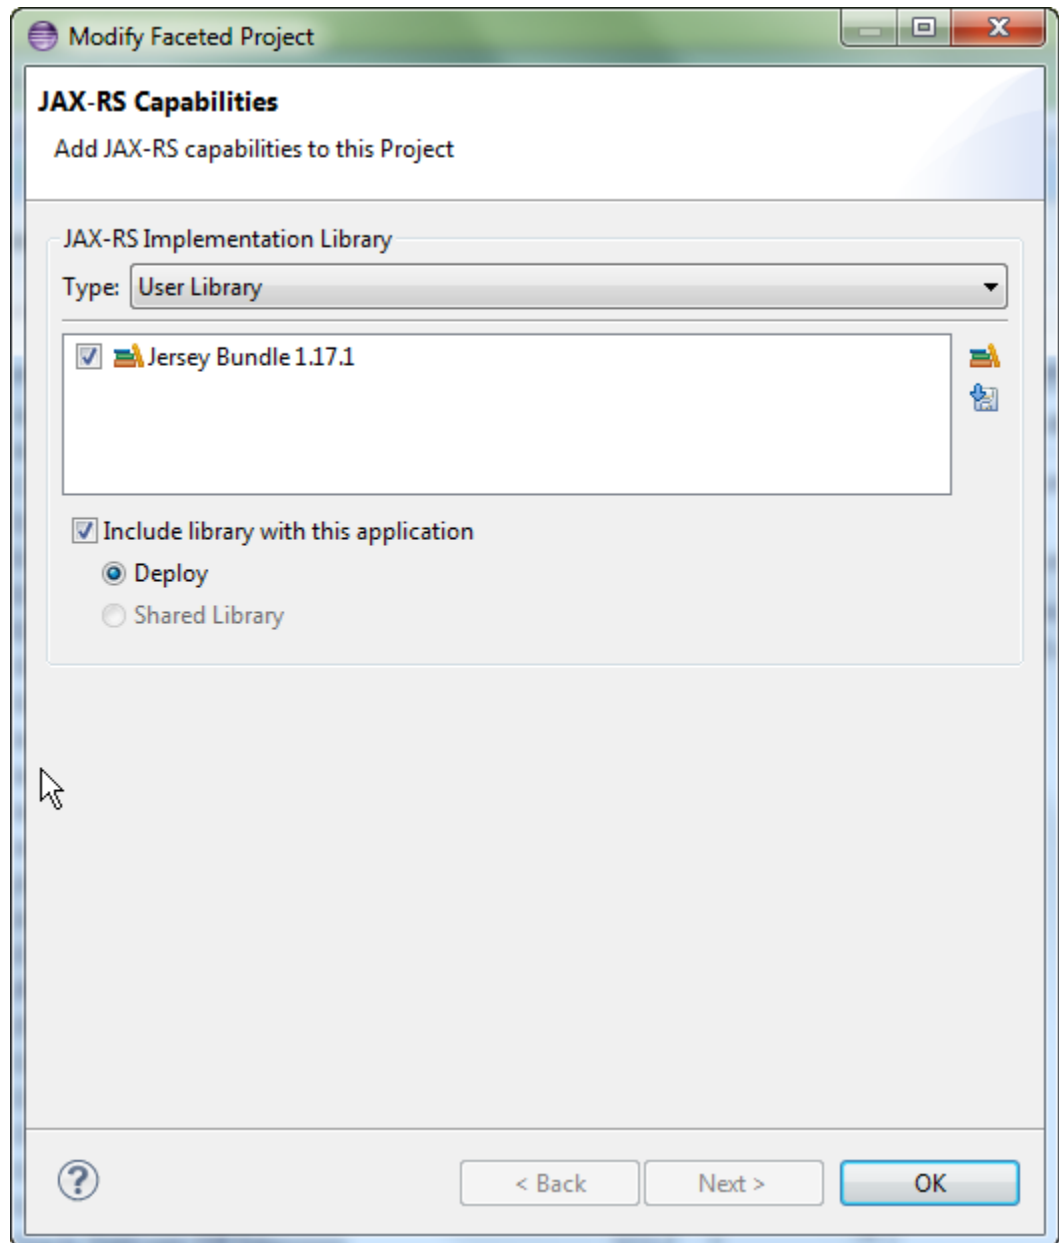 Modify Faceted Project
JAX-RS Capabilities
Add JAX-RS capabilities to this Project
JAX-RS Implementation Library
Type: User Library
Jersey Bundle 1.17.1
Include library with this application
Deploy
Shared Library
? < Back Next > OK